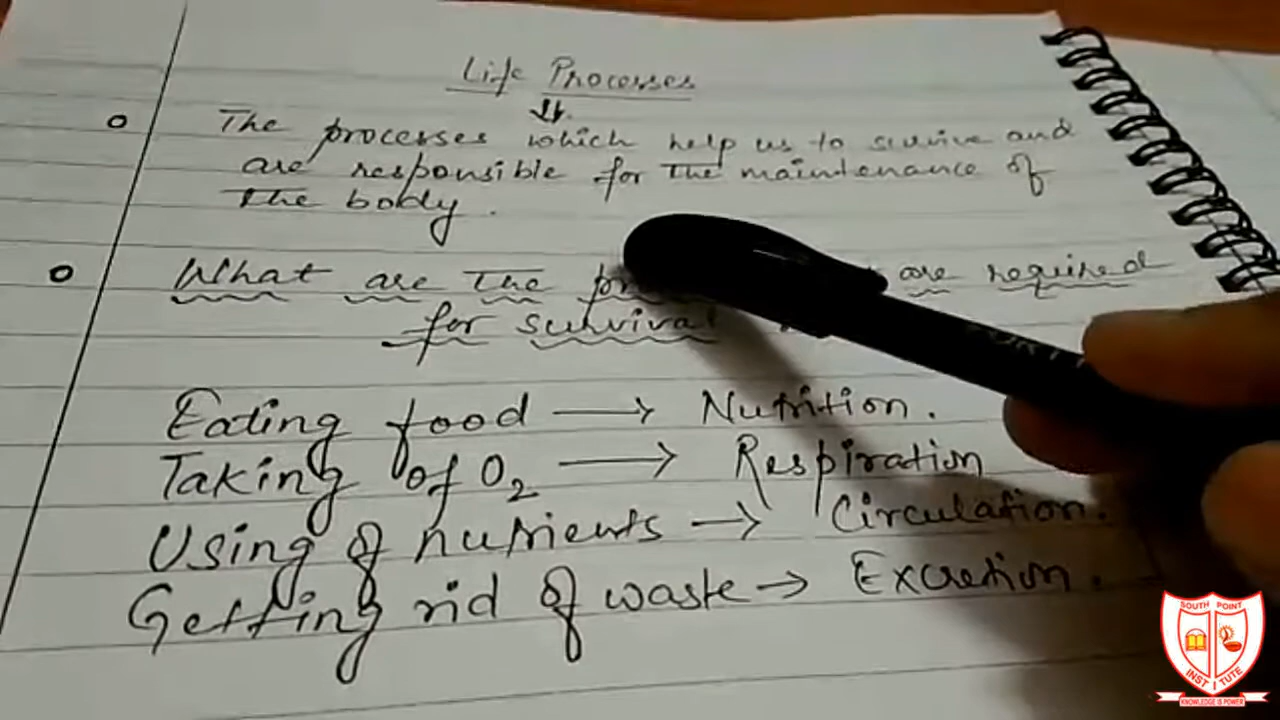 Life Processes
The processes which help us to survive and
are responsible for the maintenance of
the body.
What are the are required
for survival
Eating food → Nutrition.
Taking of O₂ → Respiration
Using of nutrients → Circulation.
Getting rid of waste → Excretion.
SOUTH POINT
INSTITUTE
KNOWLEDGE IS POWER